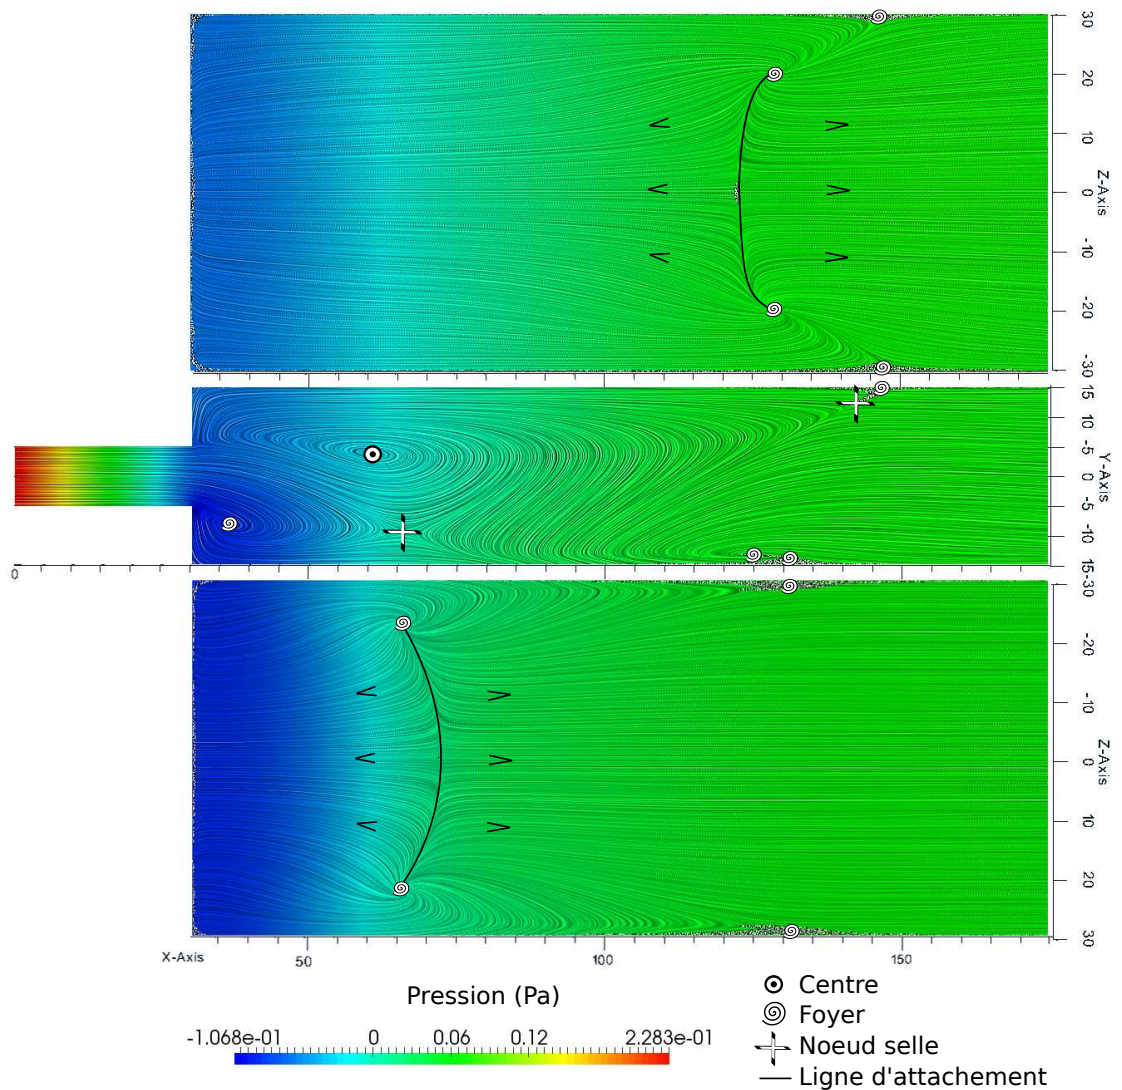 30
20
10
0
-10
-20
-30
Z-Axis
15
10
-5
0
-5
-10
15
Y-Axis
0
-30
-20
-10
0
10
20
30
Z-Axis
X-Axis 50 100 150
Pression (Pa)
-1.068e-01 0 0.06 0.12 2.283e-01
Centre
Foyer
Noeud selle
Ligne d'attachement